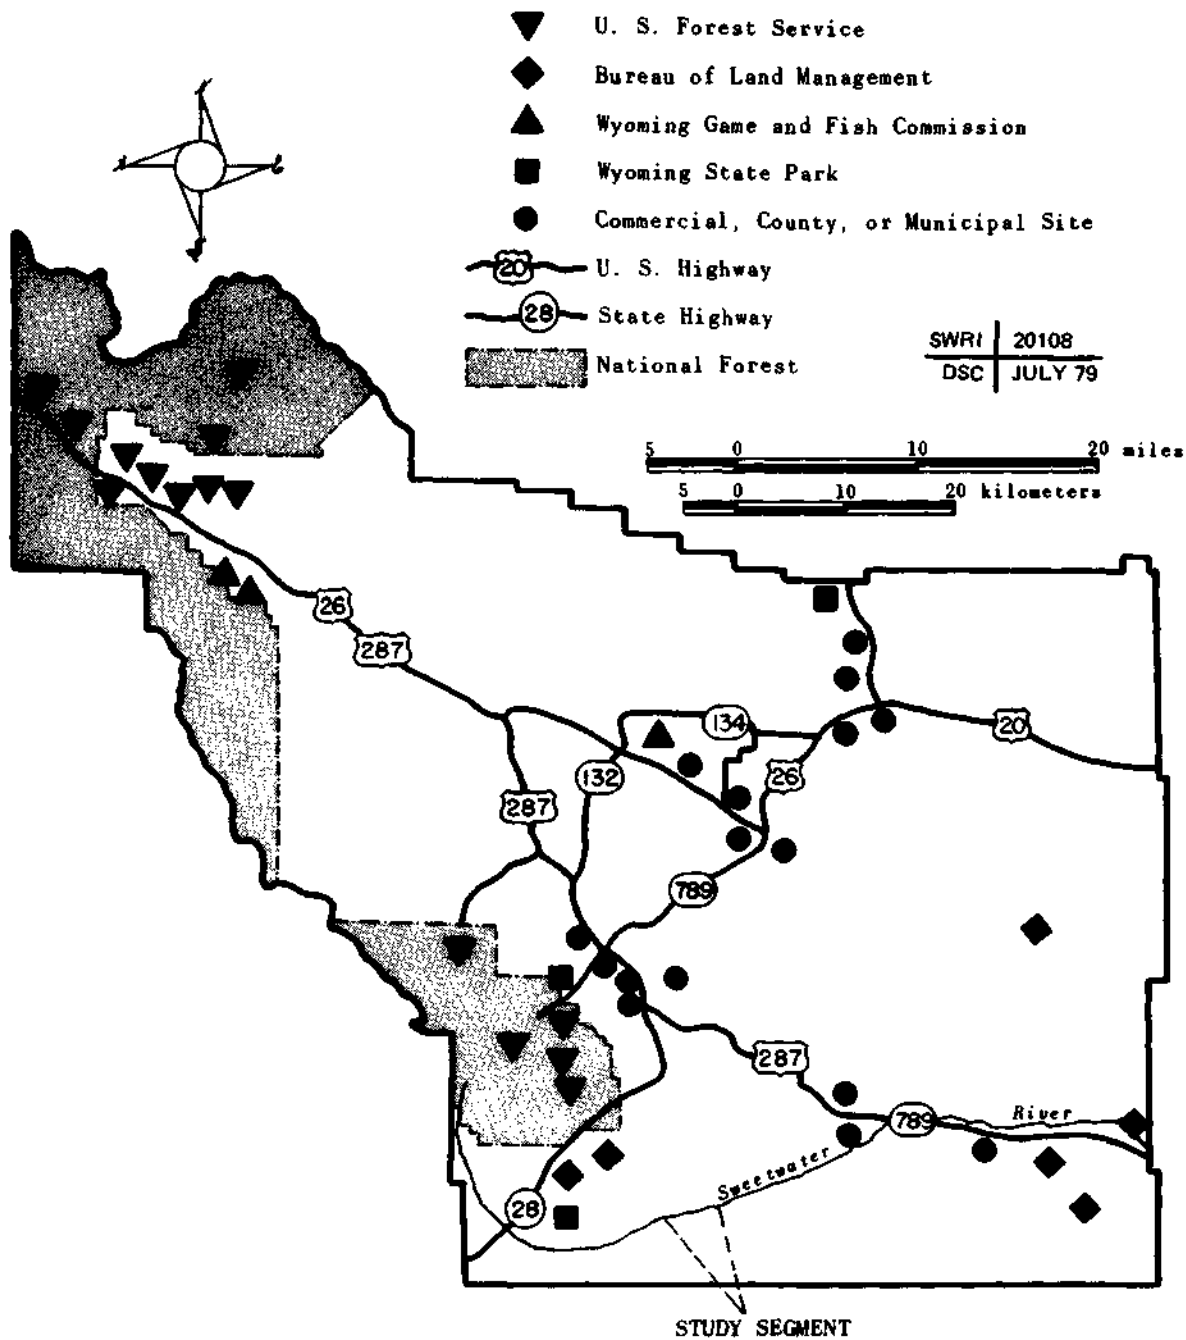 U. S. Forest Service
Bureau of Land Management
Wyoming Game and Fish Commission
Wyoming State Park
Commercial, County, or Municipal Site
20 U. S. Highway
28 State Highway
National Forest
SWRI 20108
DSC JULY 79
5 0 10 20 miles
5 0 10 20 kilometers
26
287
134
20
132
26
287
789
287
River
789
Sweetwater
28
STUDY SEGMENT